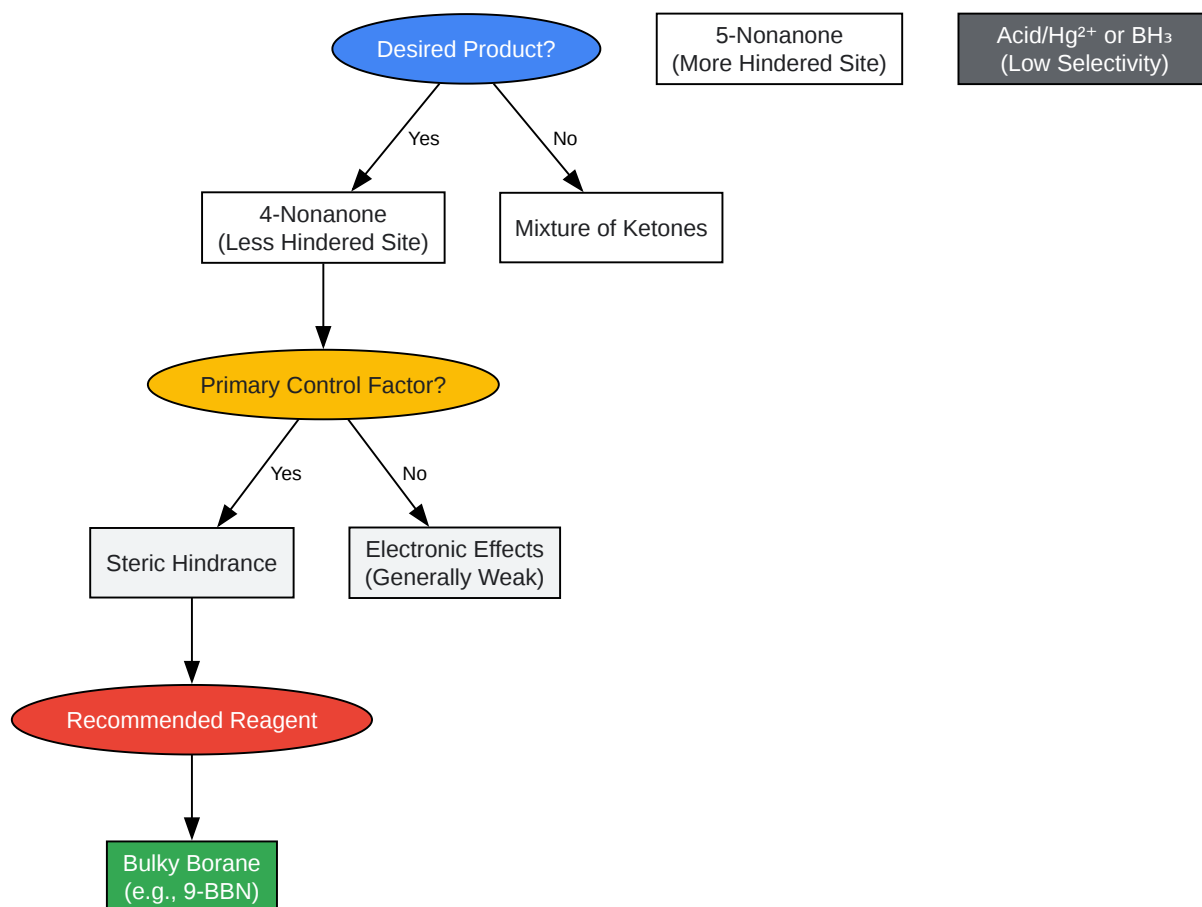 Desired Product?
5-Nonanone
(More Hindered Site)
Acid/Hg²⁺ or BH₃
(Low Selectivity)
Yes
No
4-Nonanone
(Less Hindered Site)
Mixture of Ketones
Primary Control Factor?
Yes
No
Steric Hindrance
Electronic Effects
(Generally Weak)
Recommended Reagent
Bulky Borane
(e.g., 9-BBN)